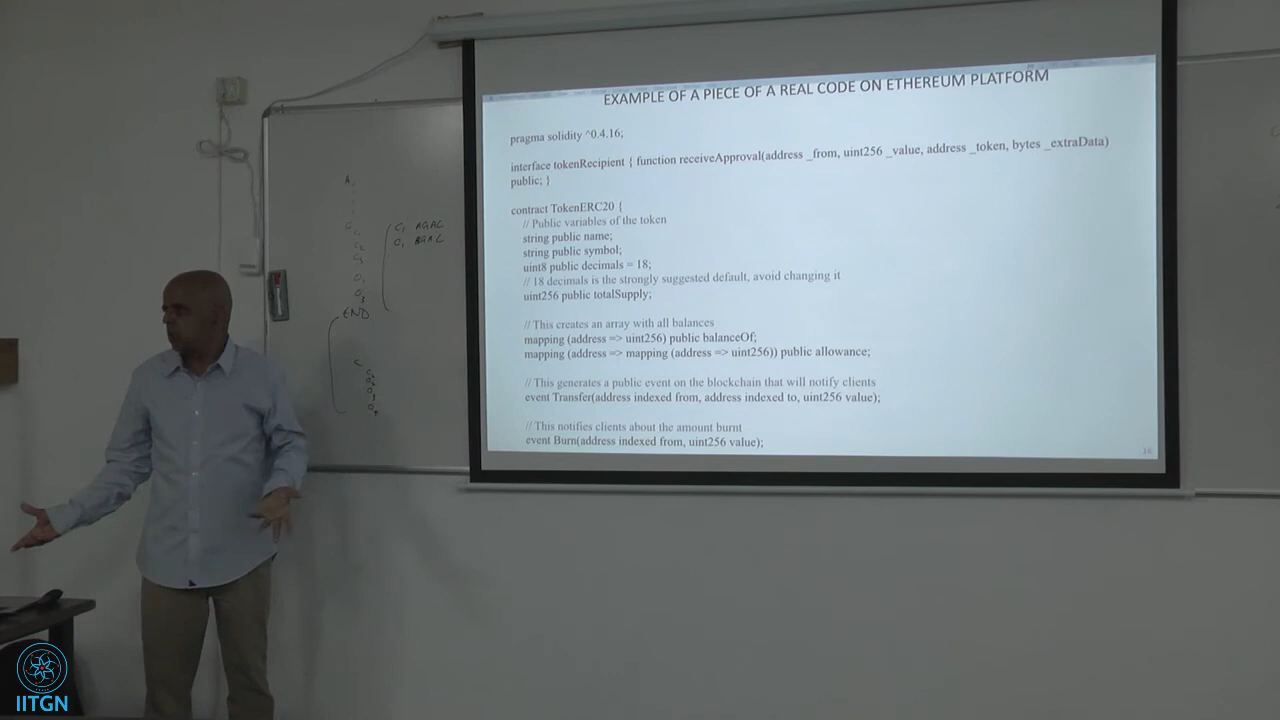 EXAMPLE OF A PIECE OF A REAL CODE ON ETHEREUM PLATFORM
pragma solidity ^0.4.16;
interface tokenRecipient { function receiveApproval(address _from, uint256 _value, address _token, bytes _extraData)
public; }
contract TokenERC20 {
// Public variables of the token
string public name;
string public symbol;
uint8 public decimals = 18;
// 18 decimals is the strongly suggested default, avoid changing it
uint256 public totalSupply;
// This creates an array with all balances
mapping (address => uint256) public balanceOf;
mapping (address => mapping (address => uint256)) public allowance;
// This generates a public event on the blockchain that will notify clients
event Transfer(address indexed from, address indexed to, uint256 value);
// This notifies clients about the amount burnt
event Burn(address indexed from, uint256 value);
16
END
IITGN